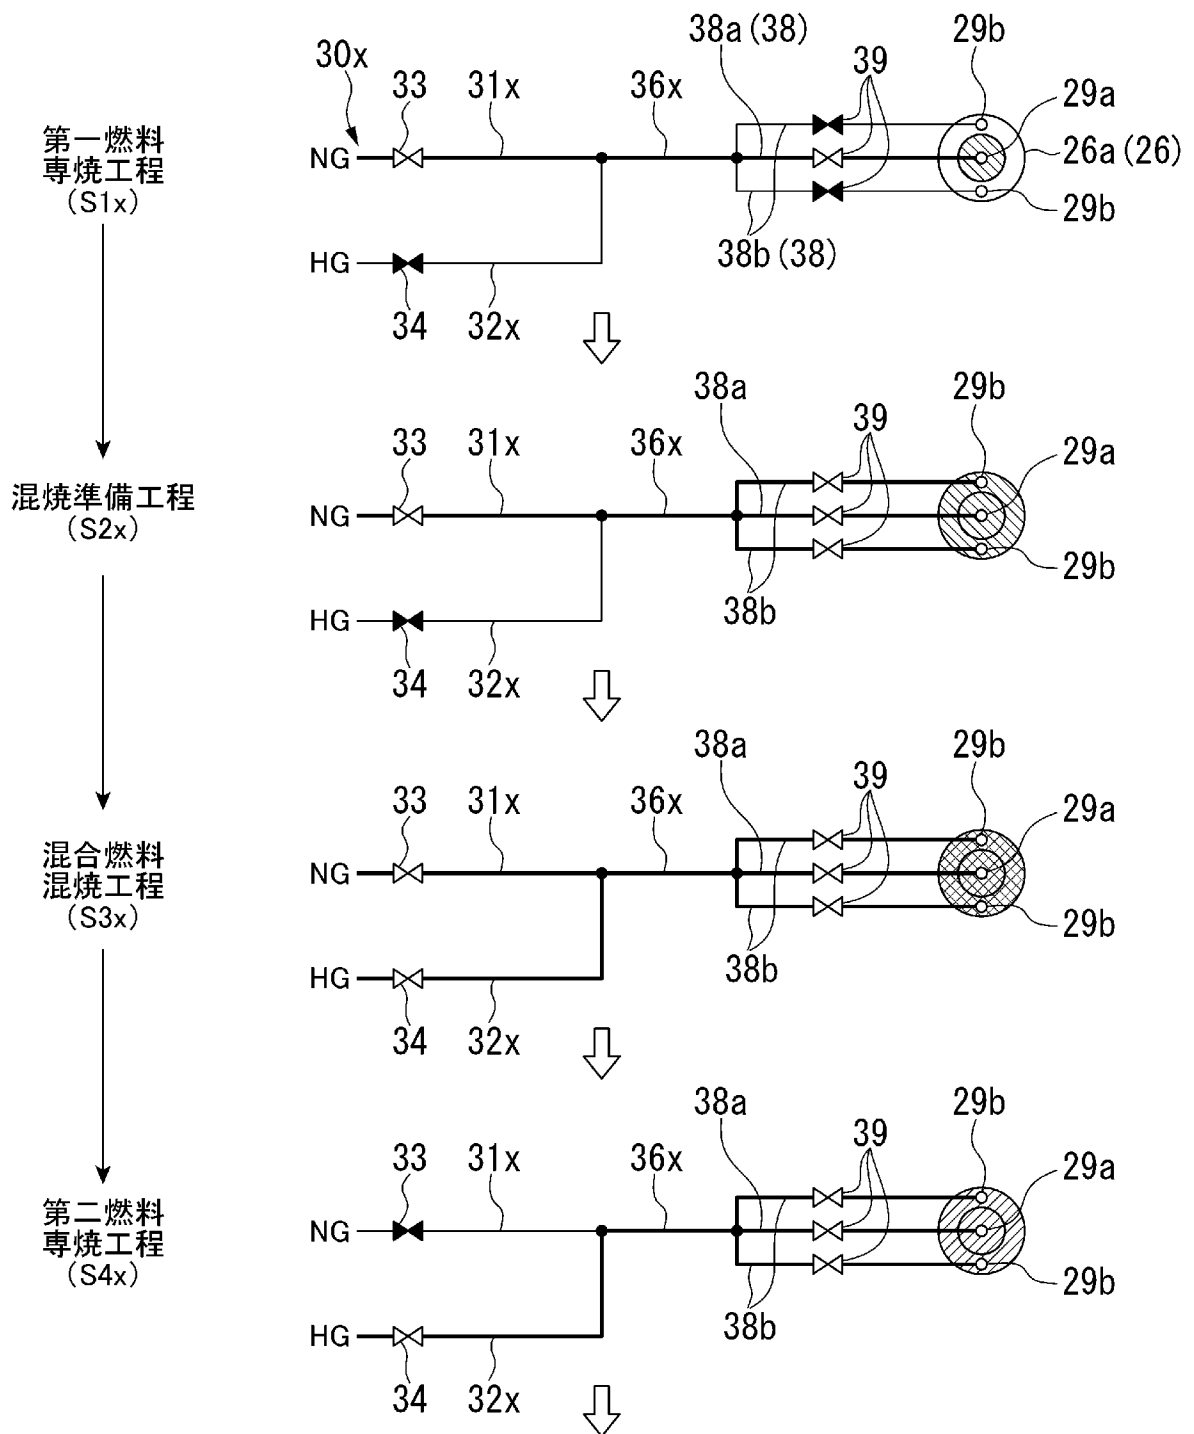 38a(38)
29b
30x
33
31x
36x
39
29a
第一燃料
専焼工程
(S1x)
NG
26a(26)
29b
38b(38)
HG
34
32x
38a
29b
33
31x
36x
39
29a
混焼準備工程
(S2x)
NG
29b
38b
HG
34
32x
38a
29b
33
31x
36x
39
29a
混合燃料
混焼工程
(S3x)
NG
29b
38b
HG
34
32x
38a
29b
33
31x
36x
39
29a
第二燃料
専焼工程
(S4x)
NG
29b
38b
HG
34
32x